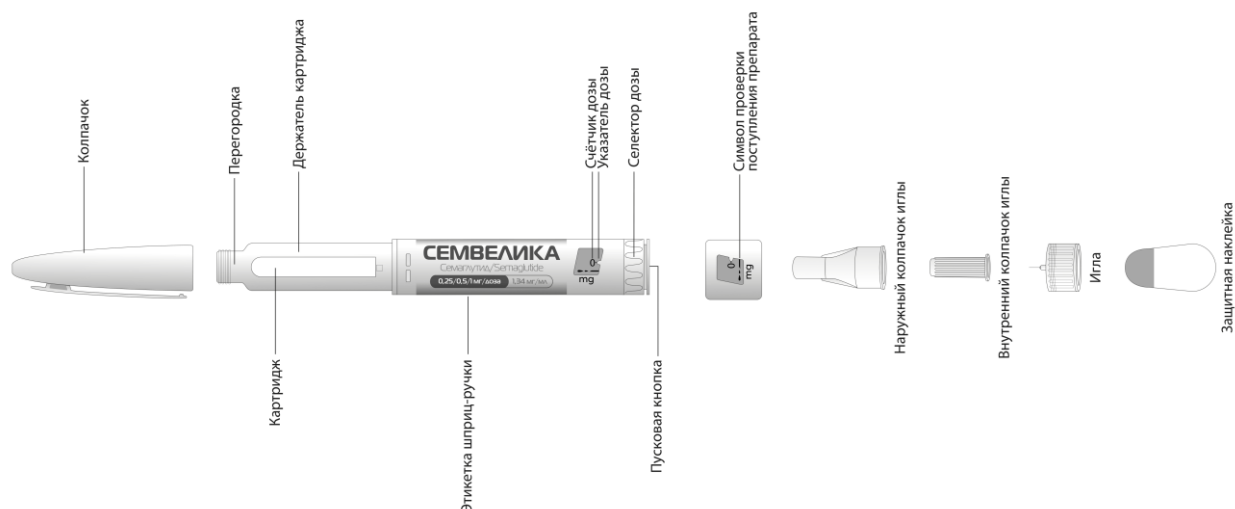 Колпачок
Перегородка
Держатель картриджа
Счётчик дозы
Указатель дозы
Селектор дозы
Символ проверки
поступления препарата
СЕМВЕЛИКА
Семаглутид/Semaglutide
0,25/0,5/1 мг/доза 1,34 мг/мл
0
mg
0
mg
Картридж
Этикетка шприц-ручки
Пусковая кнопка
Наружный колпачок иглы
Внутренний колпачок иглы
Игла
Защитная наклейка